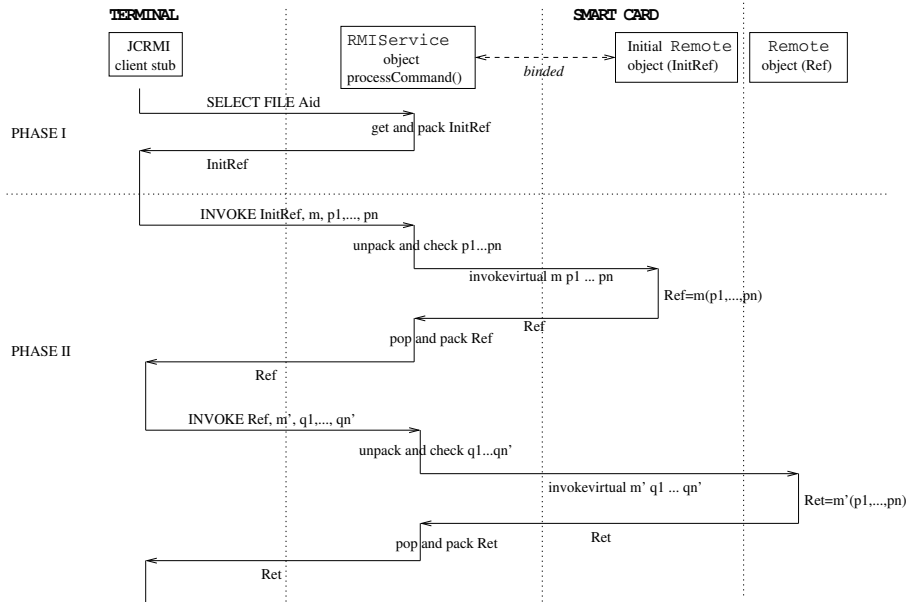 TERMINAL
SMART CARD
JCRMI
client stub
RMIService
object
processCommand()
binded
Initial Remote
object (InitRef)
Remote
object (Ref)
SELECT FILE Aid
PHASE I
get and pack InitRef
InitRef
INVOKE InitRef, m, p1,..., pn
unpack and check p1...pn
invokevirtual m p1 ... pn
Ref=m(p1,...,pn)
Ref
pop and pack Ref
PHASE II
Ref
INVOKE Ref, m’, q1,..., qn’
unpack and check q1...qn’
invokevirtual m’ q1 ... qn’
Ret=m’(p1,...,pn)
Ret
pop and pack Ret
Ret